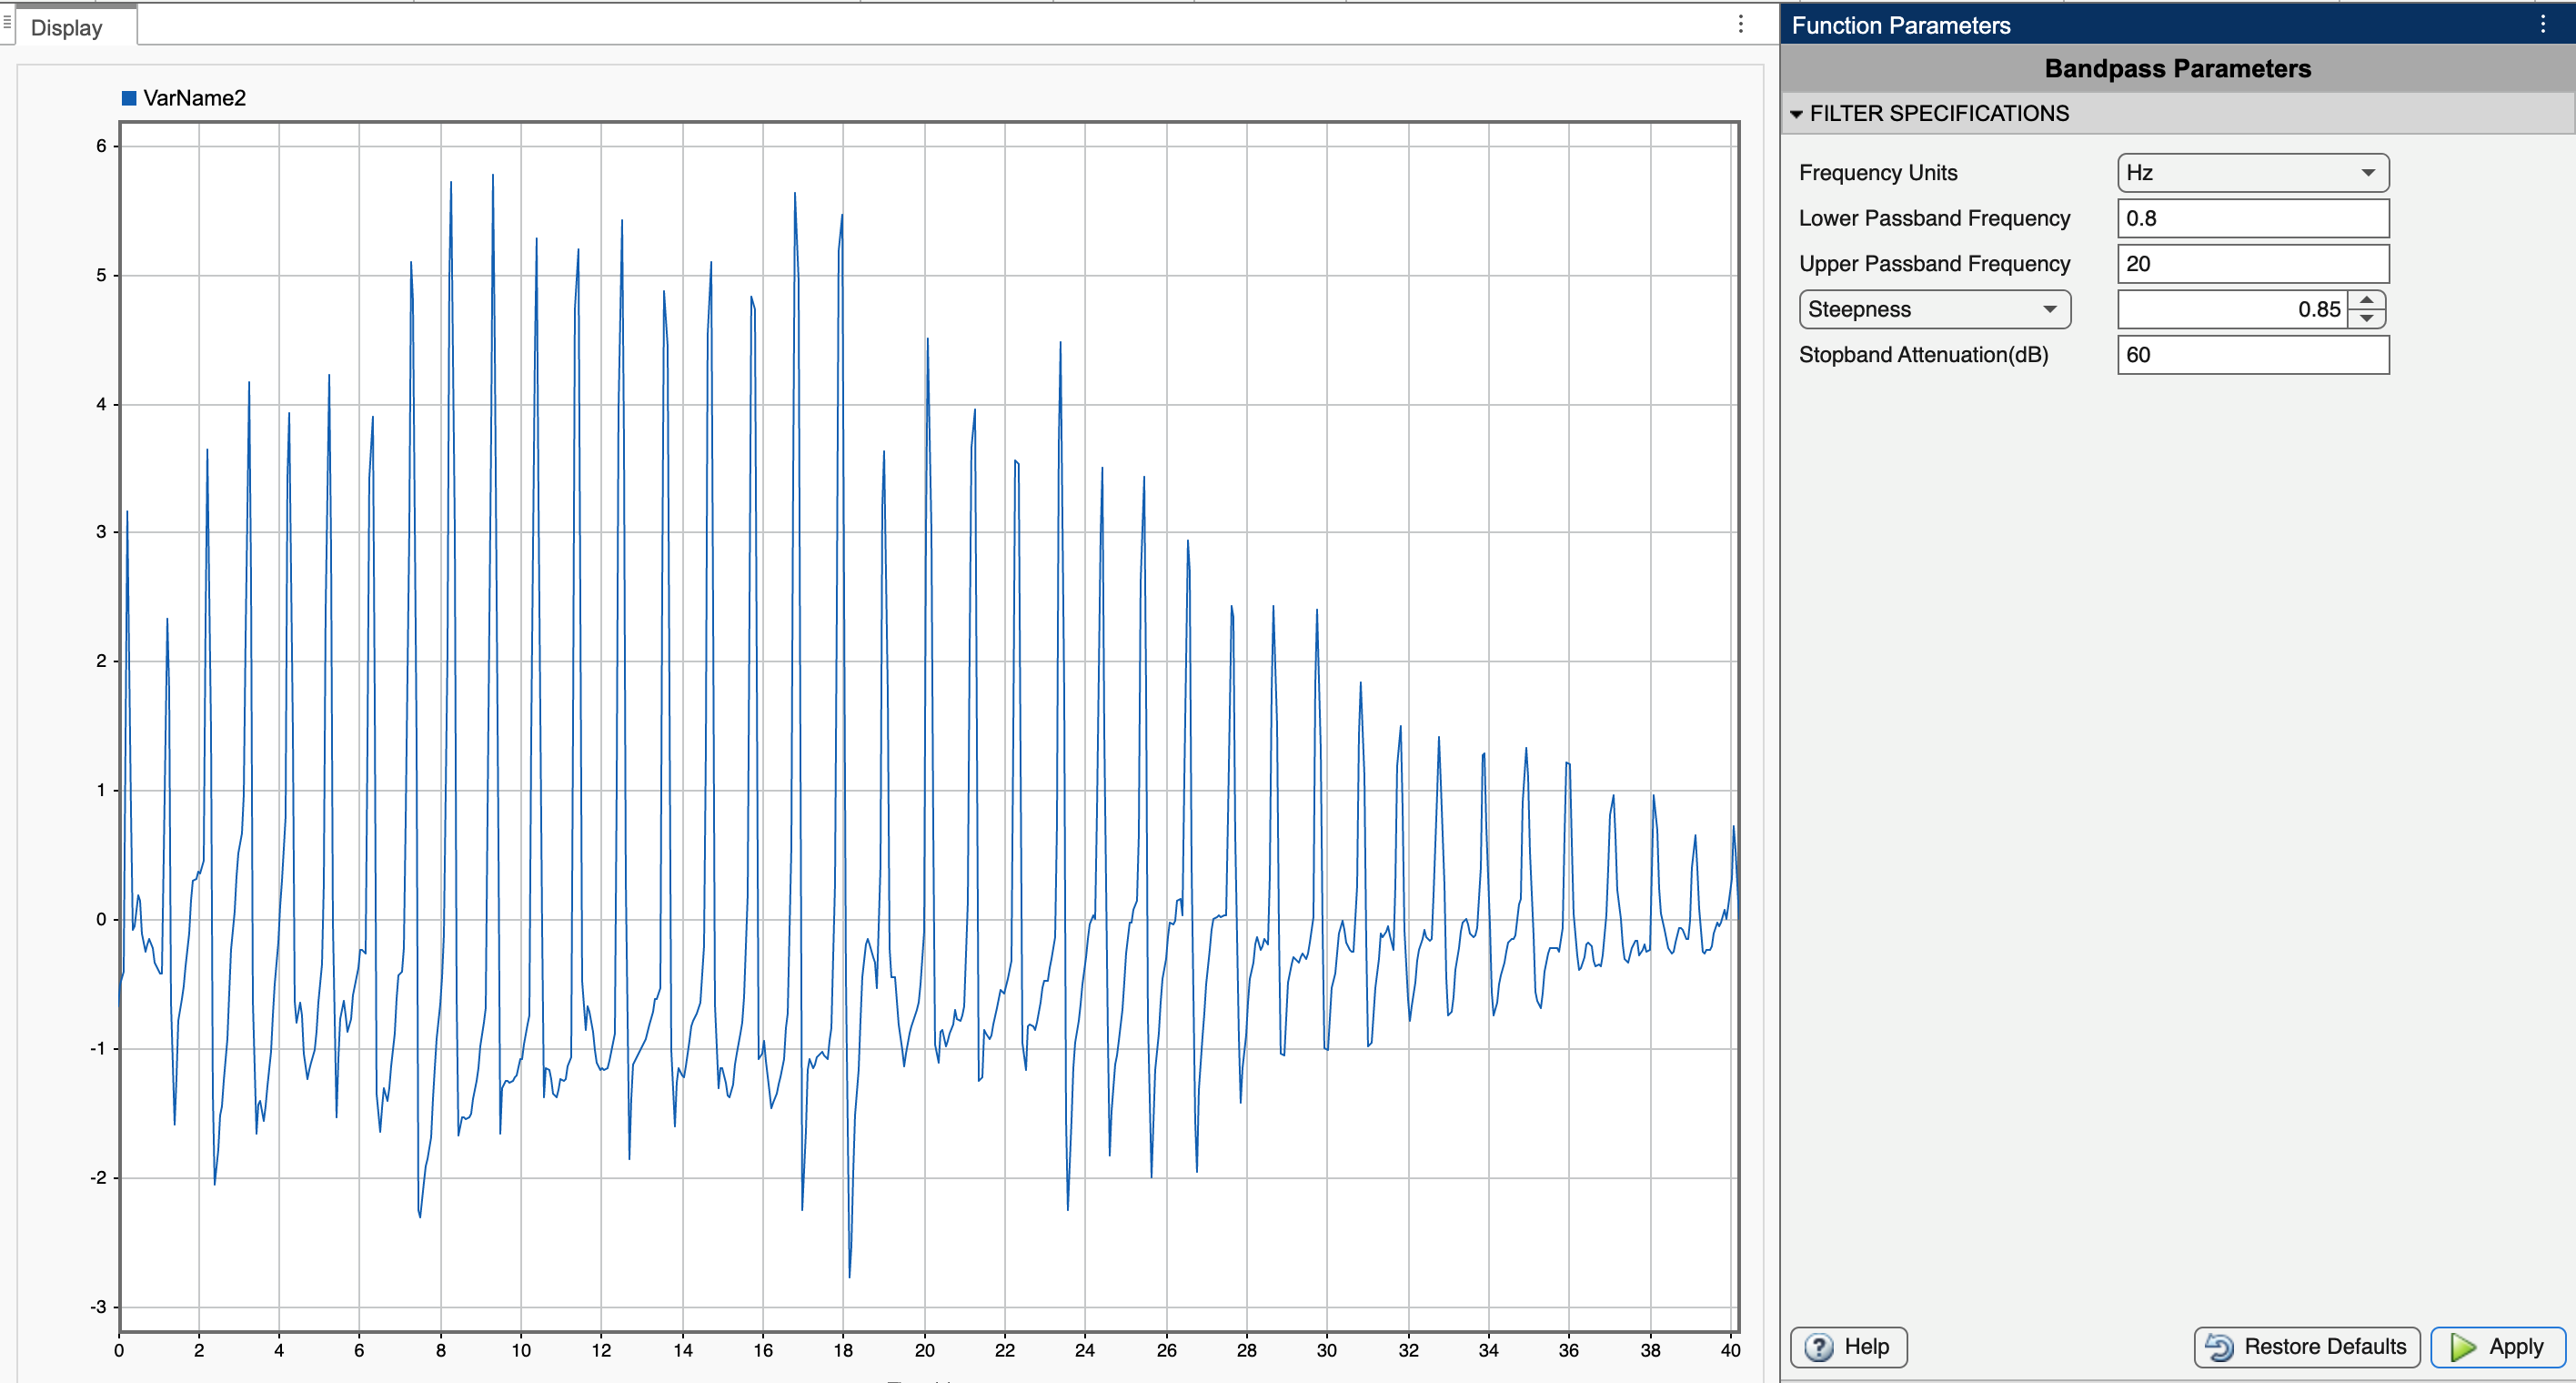 Display
VarName2
6
5
4
3
2
1
0
-1
-2
-3
0 2 4 6 8 10 12 14 16 18 20 22 24 26 28 30 32 34 36 38 40
Function Parameters
Bandpass Parameters
FILTER SPECIFICATIONS
Frequency Units Hz
Lower Passband Frequency 0.8
Upper Passband Frequency 20
Steepness 0.85
Stopband Attenuation(dB) 60
? Help Restore Defaults Apply